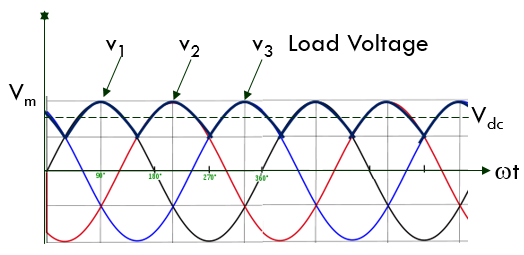 v1 v2 v3 Load Voltage
Vm
Vdc
ωt
90° 180° 270° 360°